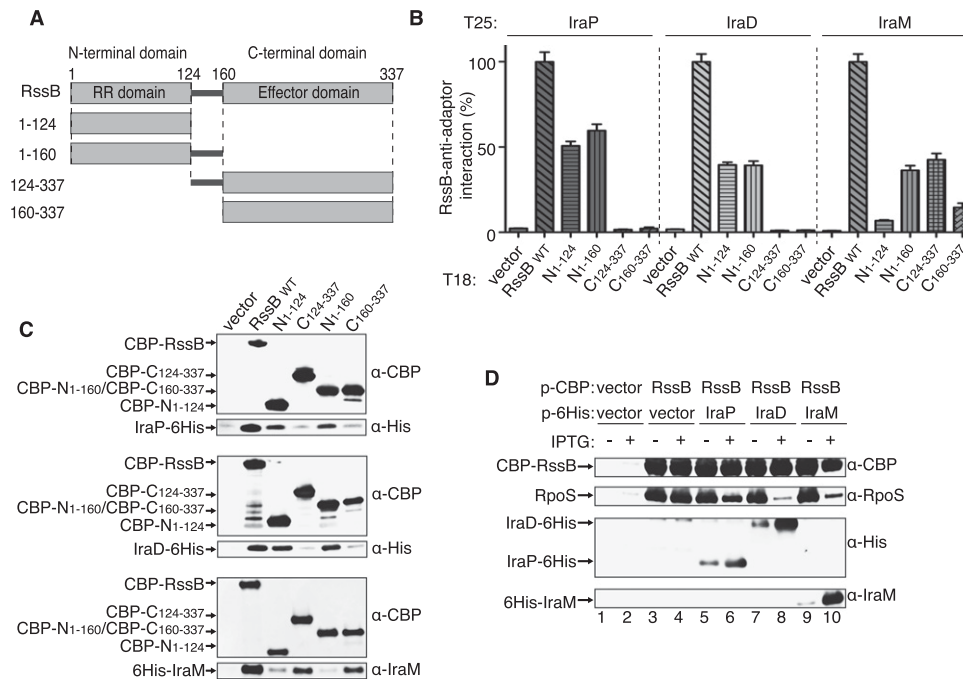 A
N-terminal domain
C-terminal domain
1
124
160
337
RssB
RR domain
Effector domain
1-124
1-160
124-337
160-337
B
T25:
IraP
IraD
IraM
RssB-anti-adaptor
interaction (%)
100
50
0
T18:
vector
RssB WT
N1-124
N1-160
C124-337
C160-337
vector
RssB WT
N1-124
N1-160
C124-337
C160-337
vector
RssB WT
N1-124
N1-160
C124-337
C160-337
C
vector
RssB WT
N1-124
C124-337
N1-160
C160-337
CBP-RssB
CBP-C124-337
CBP-N1-160/CBP-C160-337
CBP-N1-124
α-CBP
IraP-6His
α-His
CBP-RssB
CBP-C124-337
CBP-N1-160/CBP-C160-337
CBP-N1-124
α-CBP
IraD-6His
α-His
CBP-RssB
CBP-C124-337
CBP-N1-160/CBP-C160-337
CBP-N1-124
α-CBP
6His-IraM
α-IraM
D
p-CBP: vector RssB RssB RssB RssB
p-6His: vector vector IraP IraD IraM
IPTG: - + - + - + - + - +
CBP-RssB
α-CBP
RpoS
α-RpoS
IraD-6His
α-His
IraP-6His
6His-IraM
α-IraM
1 2 3 4 5 6 7 8 9 10